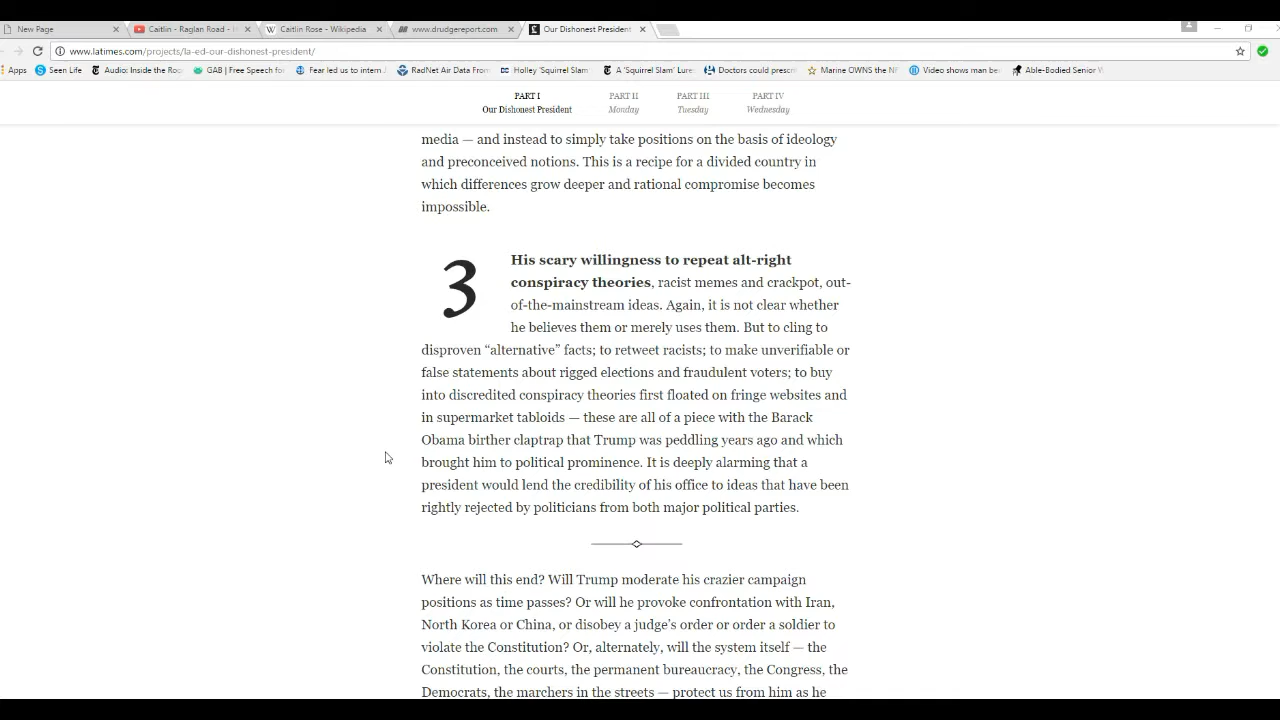 New Page
Caitlin - Raglan Road -
Caitlin Rose - Wikipedia
www.drudgereport.com
Our Dishonest President
www.latimes.com/projects/la-ed-our-dishonest-president/
Apps
Seen Life
Audio: Inside the Roo
GAB | Free Speech for
Fear led us to intern J
RadNet Air Data From
Holley 'Squirrel Slam'
A 'Squirrel Slam' Lure
Doctors could prescr
Marine OWNS the NF
Video shows man be
Able-Bodied Senior
PART I
Our Dishonest President
PART II
Monday
PART III
Tuesday
PART IV
Wednesday
media — and instead to simply take positions on the basis of ideology
and preconceived notions. This is a recipe for a divided country in
which differences grow deeper and rational compromise becomes
impossible.
3
His scary willingness to repeat alt-right
conspiracy theories, racist memes and crackpot, out-
of-the-mainstream ideas. Again, it is not clear whether
he believes them or merely uses them. But to cling to
disproven “alternative” facts; to retweet racists; to make unverifiable or
false statements about rigged elections and fraudulent voters; to buy
into discredited conspiracy theories first floated on fringe websites and
in supermarket tabloids — these are all of a piece with the Barack
Obama birther claptrap that Trump was peddling years ago and which
brought him to political prominence. It is deeply alarming that a
president would lend the credibility of his office to ideas that have been
rightly rejected by politicians from both major political parties.
Where will this end? Will Trump moderate his crazier campaign
positions as time passes? Or will he provoke confrontation with Iran,
North Korea or China, or disobey a judge’s order or order a soldier to
violate the Constitution? Or, alternately, will the system itself — the
Constitution, the courts, the permanent bureaucracy, the Congress, the
Democrats, the marchers in the streets — protect us from him as he